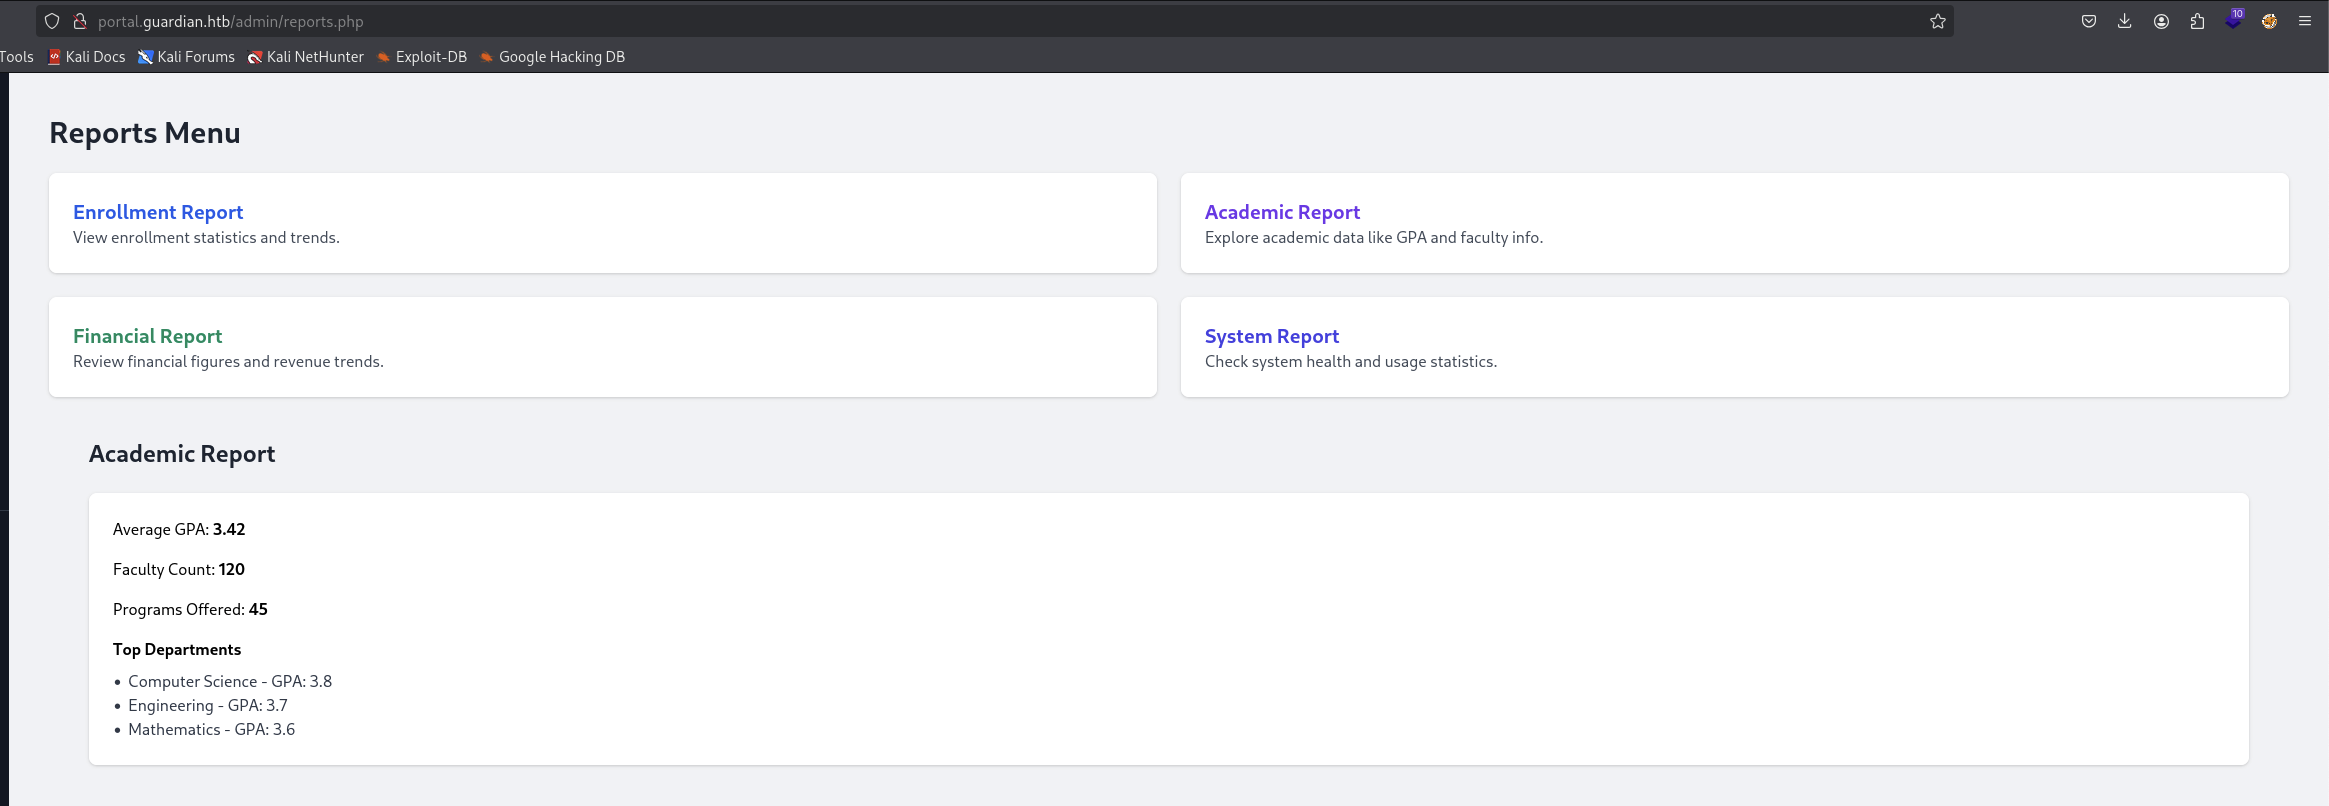 portal.guardian.htb/admin/reports.php
10
Tools Kali Docs Kali Forums Kali NetHunter Exploit-DB Google Hacking DB
Reports Menu
Enrollment Report
View enrollment statistics and trends.
Academic Report
Explore academic data like GPA and faculty info.
Financial Report
Review financial figures and revenue trends.
System Report
Check system health and usage statistics.
Academic Report
Average GPA: 3.42
Faculty Count: 120
Programs Offered: 45
Top Departments
• Computer Science - GPA: 3.8
• Engineering - GPA: 3.7
• Mathematics - GPA: 3.6